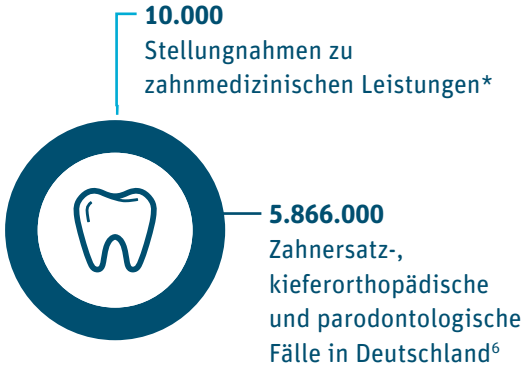 10.000
Stellungnahmen zu
zahnmedizinischen Leistungen*
5.866.000
Zahnersatz-,
kieferorthopädische
und parodontologische
Fälle in Deutschland⁶